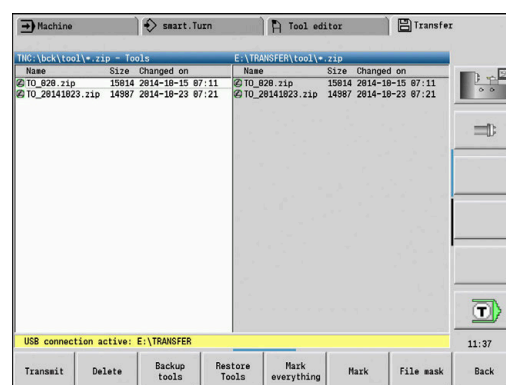 Machine smart.Turn Tool editor Transfer
TNC:\bck\tool\*.zip - Tools E:\TRANSFER\tool\*.zip
Name Size Changed on Name Size Changed on
TO_020.zip 15014 2014-10-15 07:11 TO_020.zip 15014 2014-10-15 07:11
TO_20141023.zip 14987 2014-10-23 07:21 TO_20141023.zip 14987 2014-10-23 07:21
T
USB connection active: E:\TRANSFER
11:37
Transmit Delete Backup tools Restore Tools Mark everything Mark File mask Back